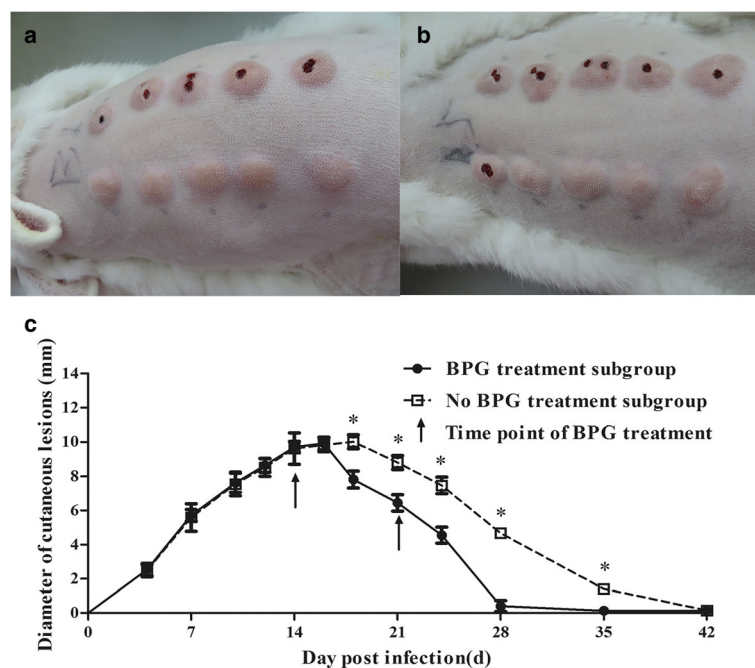 a
b
c
BPG treatment subgroup
No BPG treatment subgroup
Time point of BPG treatment
Diameter of cutaneous lesions (mm)
14
12
10
8
6
4
2
0
* * * * *
0 7 14 21 28 35 42
Day post infection(d)